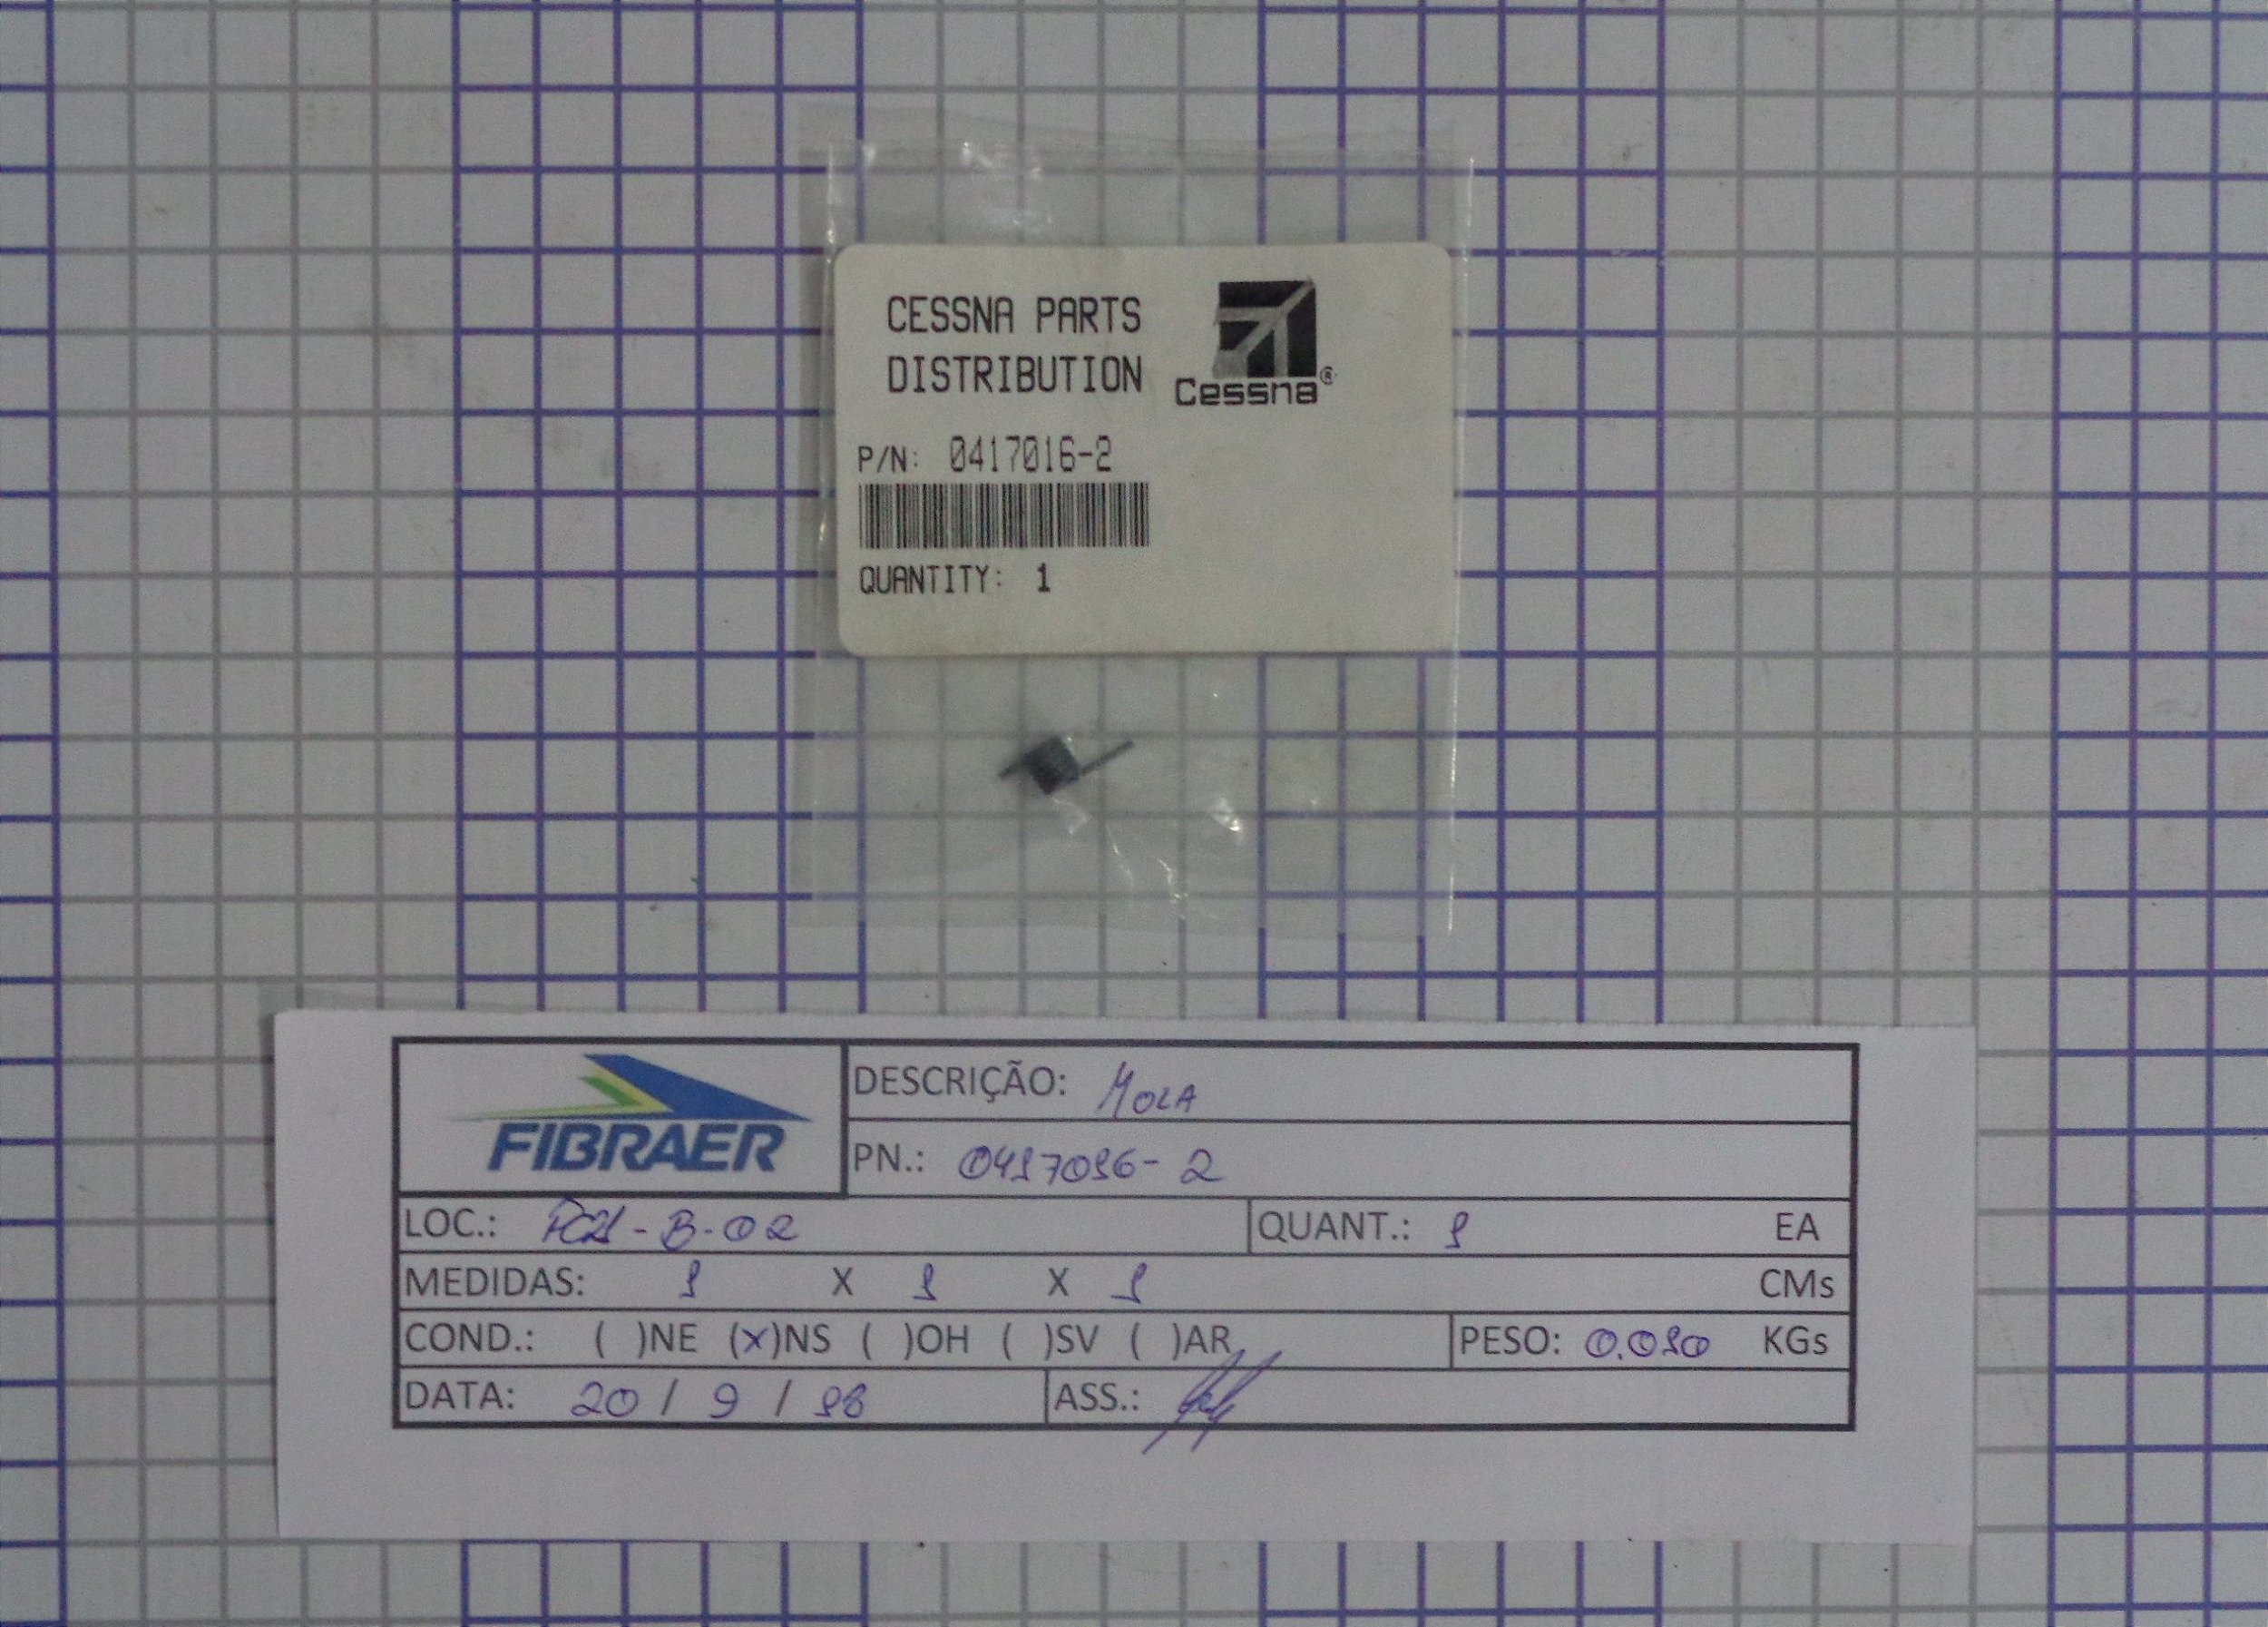 CESSNA PARTS
DISTRIBUTION
Cessna®
P/N: 0417016-2
QUANTITY: 1
FIBRAER
DESCRIÇÃO: MOLA
PN.: 0417016-2
LOC.: FC21-B-02 QUANT.: 1 EA
MEDIDAS: 1 X 1 X 1 CMs
COND.: ( )NE (x)NS ( )OH ( )SV ( )AR PESO: 0.010 KGs
DATA: 20 / 9 / 18 ASS.: